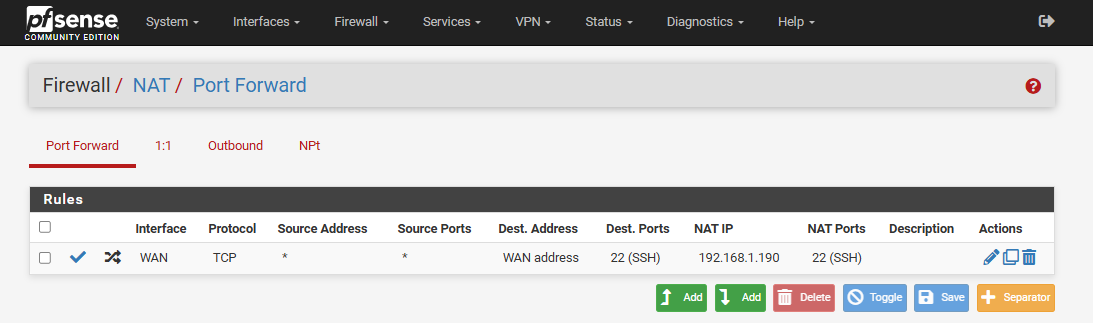 pfsense System Interfaces Firewall Services VPN Status Diagnostics Help
COMMUNITY EDITION
Firewall / NAT / Port Forward ?
Port Forward 1:1 Outbound NPt
Rules
Interface Protocol Source Address Source Ports Dest. Address Dest. Ports NAT IP NAT Ports Description Actions
WAN TCP * * WAN address 22 (SSH) 192.168.1.190 22 (SSH)
Add Add Delete Toggle Save Separator